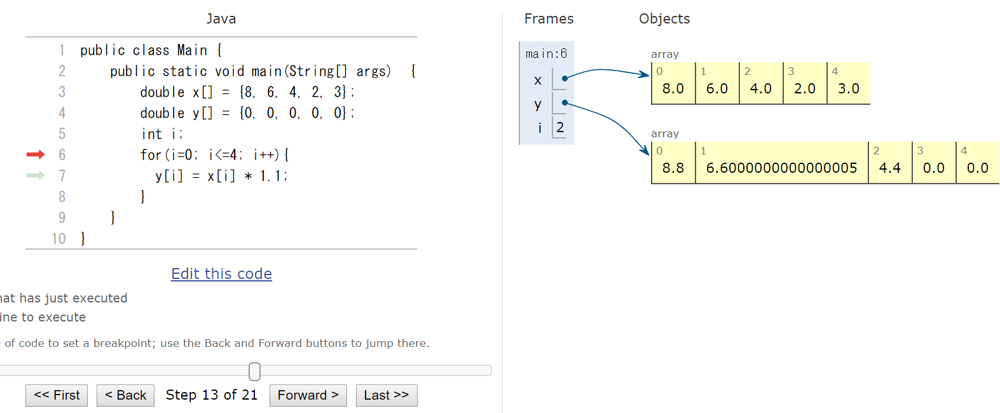 Java
1 public class Main {
2 public static void main(String[] args) {
3 double x[] = {8, 6, 4, 2, 3};
4 double y[] = {0, 0, 0, 0, 0};
5 int i;
6 for(i=0; i<=4; i++){
7 y[i] = x[i] * 1.1;
8 }
9 }
10 }
Edit this code
hat has just executed
ine to execute
of code to set a breakpoint; use the Back and Forward buttons to jump there.
<< First < Back Step 13 of 21 Forward > Last >>
Frames Objects
main:6
x
y
i 2
array
0 1 2 3 4
8.0 6.0 4.0 2.0 3.0
array
0 1 2 3 4
8.8 6.6000000000000005 4.4 0.0 0.0